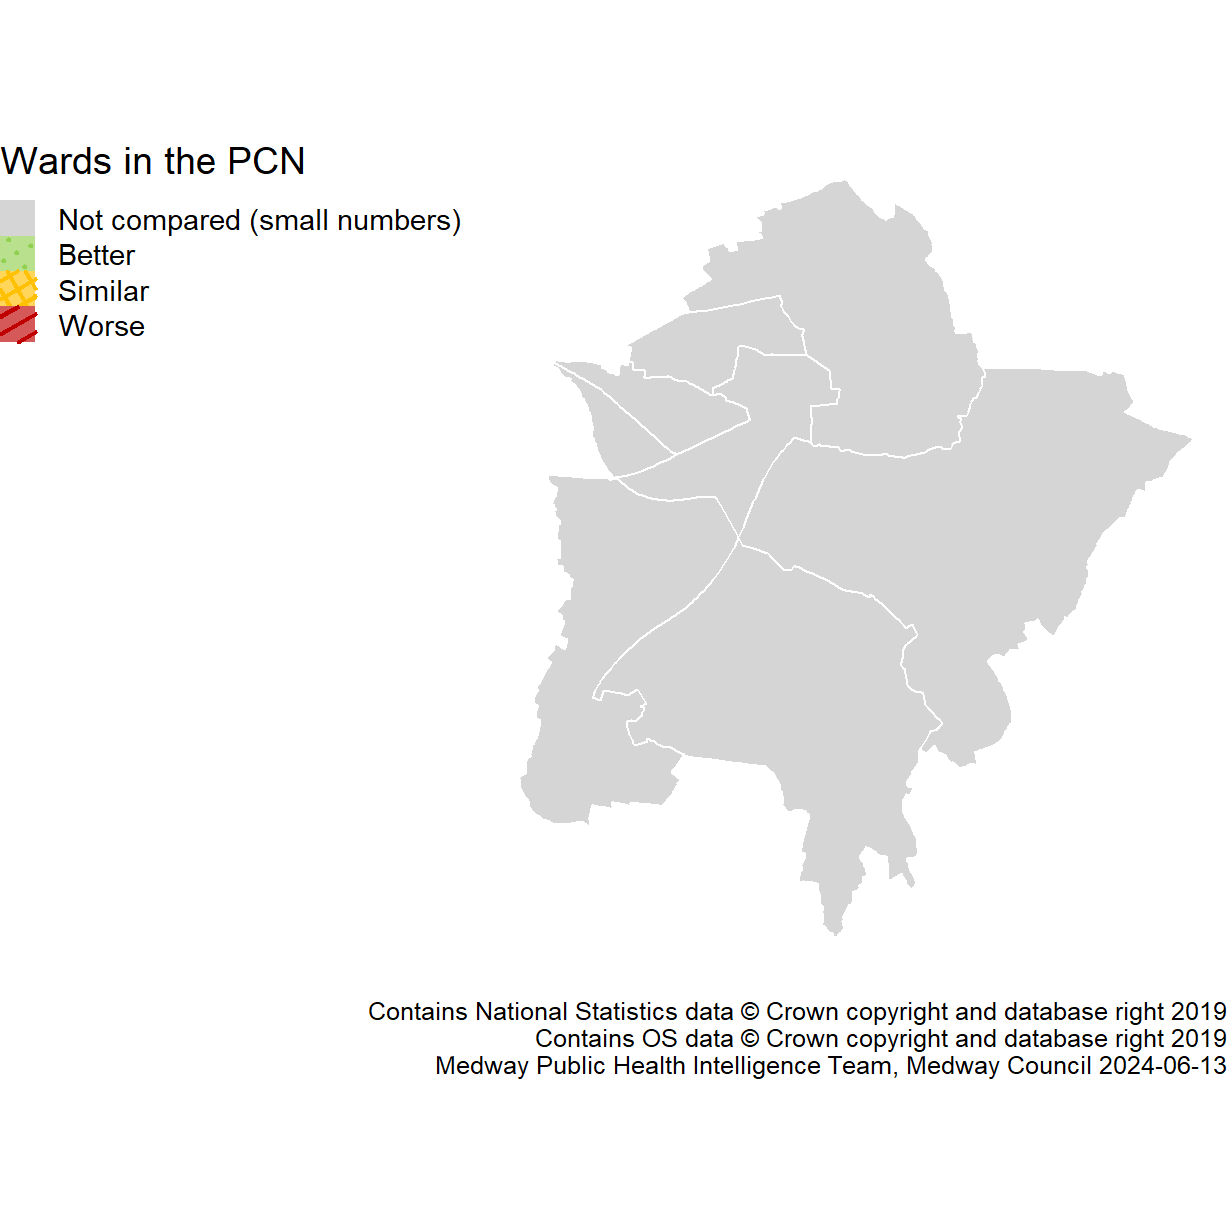 Wards in the PCN
Not compared (small numbers)
Better
Similar
Worse
Contains National Statistics data © Crown copyright and database right 2019
Contains OS data © Crown copyright and database right 2019
Medway Public Health Intelligence Team, Medway Council 2024-06-13